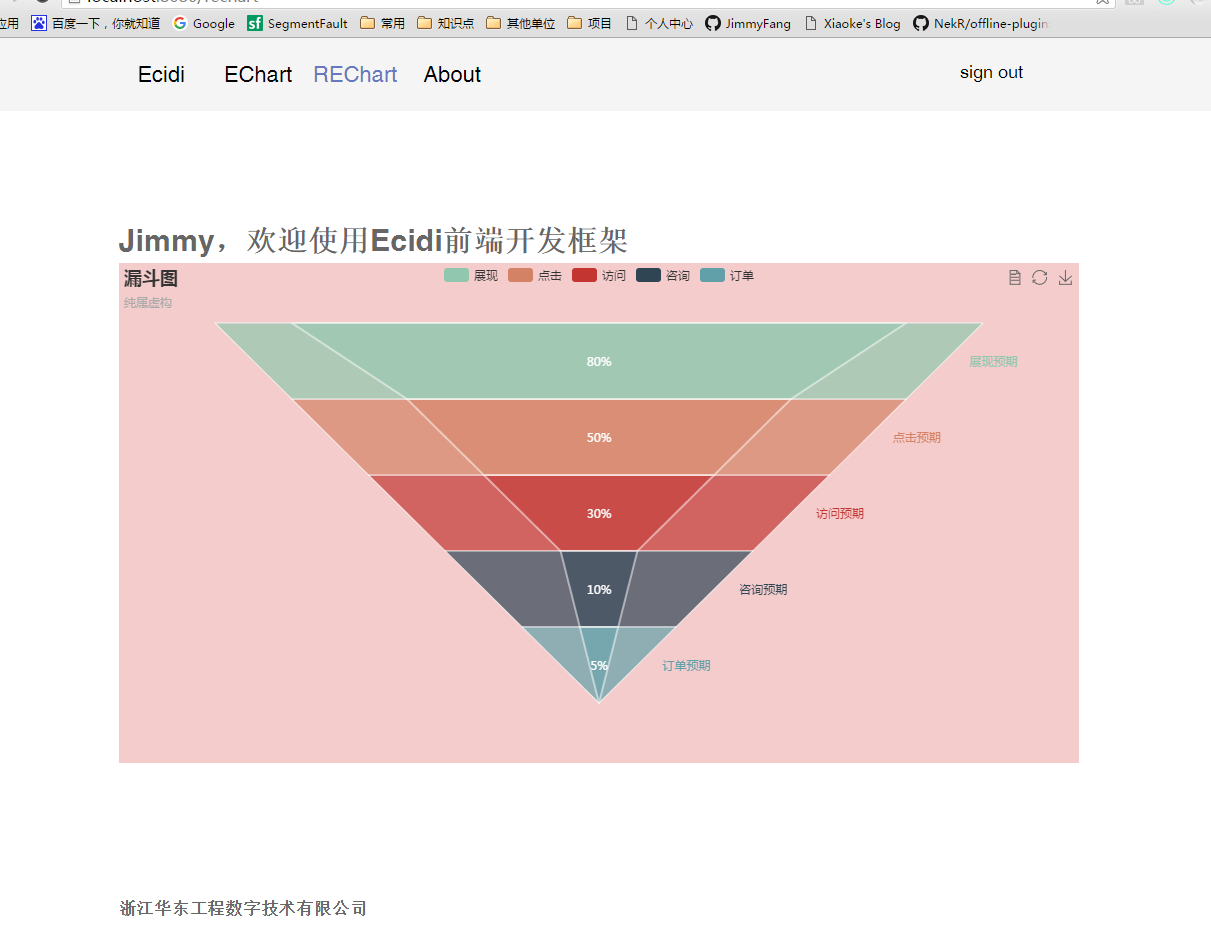 百度一下，你就知道 Google SegmentFault 常用 知识点 其他单位 项目 个人中心 JimmyFang Xiaoke's Blog NekR/offline-plugin
Ecidi EChart REChart About sign out
Jimmy，欢迎使用Ecidi前端开发框架
漏斗图 展现 点击 访问 咨询 订单
纯属虚构
80% 展现预期
50% 点击预期
30% 访问预期
10% 咨询预期
5% 订单预期
浙江华东工程数字技术有限公司